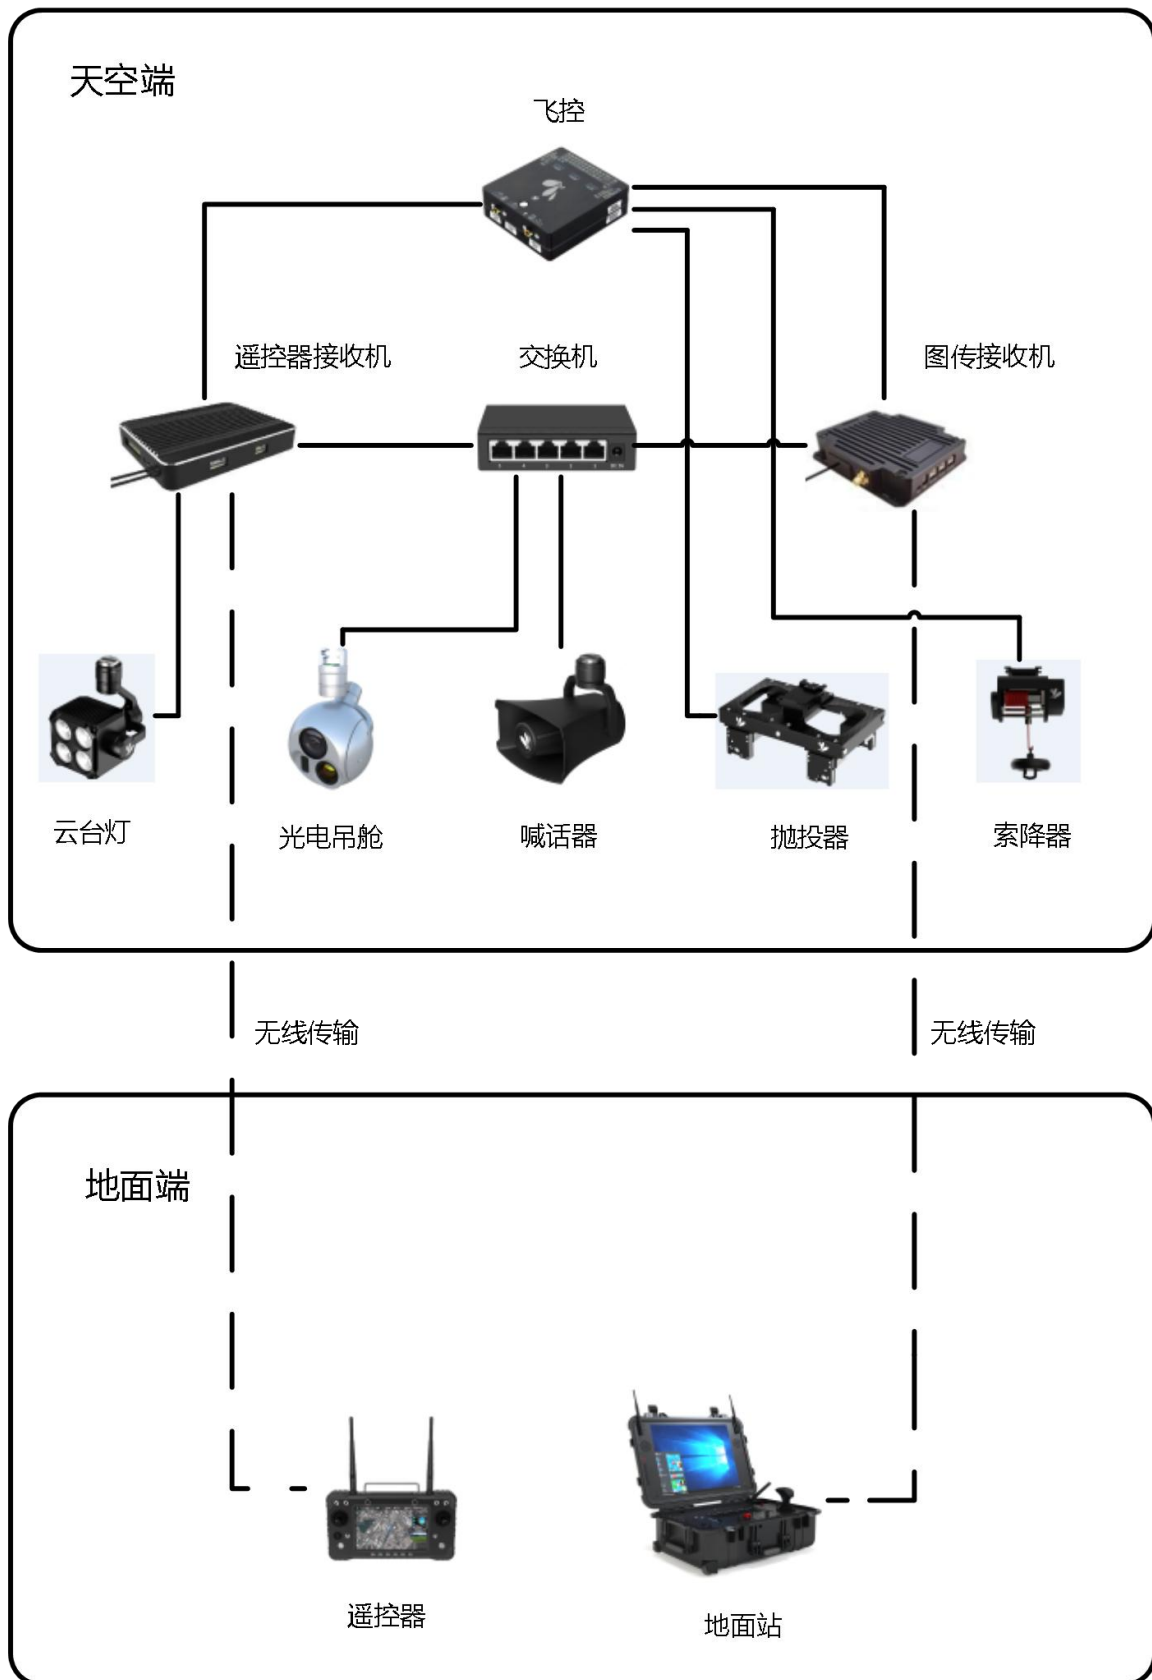 天空端
飞控
遥控器接收机
交换机
图传接收机
云台灯
光电吊舱
喊话器
抛投器
索降器
无线传输
无线传输
地面端
遥控器
地面站